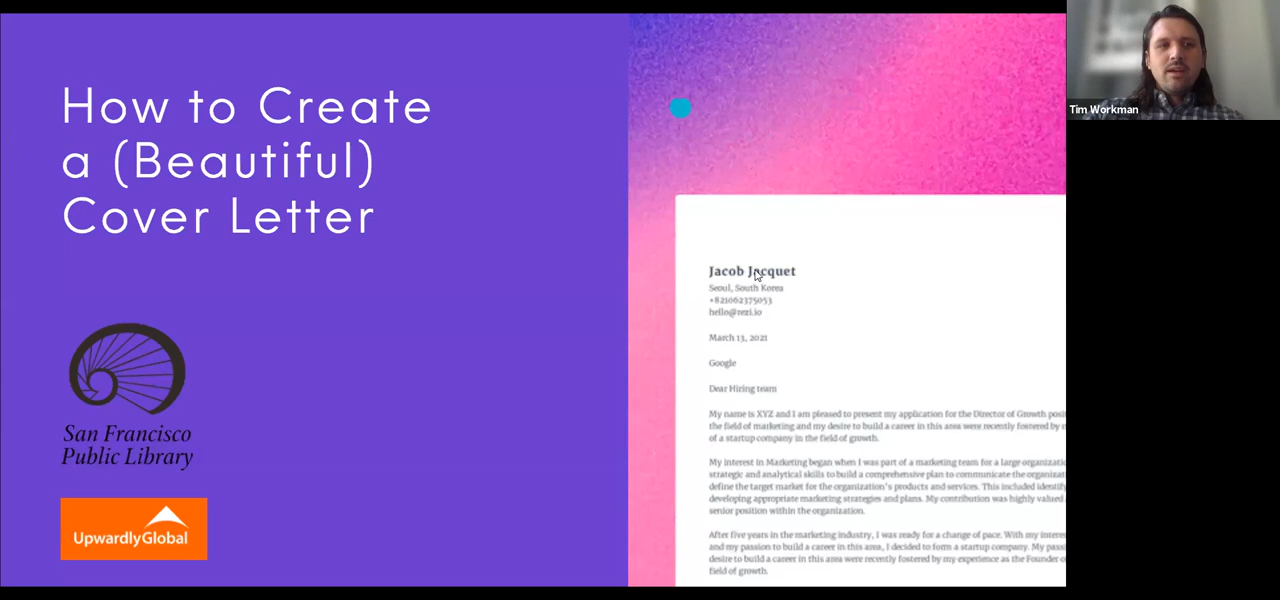 How to Create
a (Beautiful)
Cover Letter
San Francisco
Public Library
UpwardlyGlobal
Jacob Jacquet
Seoul, South Korea
+821062375053
hello@rezi.io
March 13, 2021
Google
Dear Hiring team
My name is XYZ and I am pleased to present my application for the Director of Growth posi
the field of marketing and my desire to build a career in this area were recently fostered by
of a startup company in the field of growth.
My interest in Marketing began when I was part of a marketing team for a large organizatio
strategic and analytical skills to build a comprehensive plan to communicate the organizat
define the target market for the organization's products and services. This included identify
developing appropriate marketing strategies and plans. My contribution was highly valued
senior position within the organization.
After five years in the marketing industry, I was ready for a change of pace. With my interes
and my passion to build a career in this area, I decided to form a startup company. My passi
desire to build a career in this area were recently fostered by my experience as the Founder o
field of growth.
Tim Workman